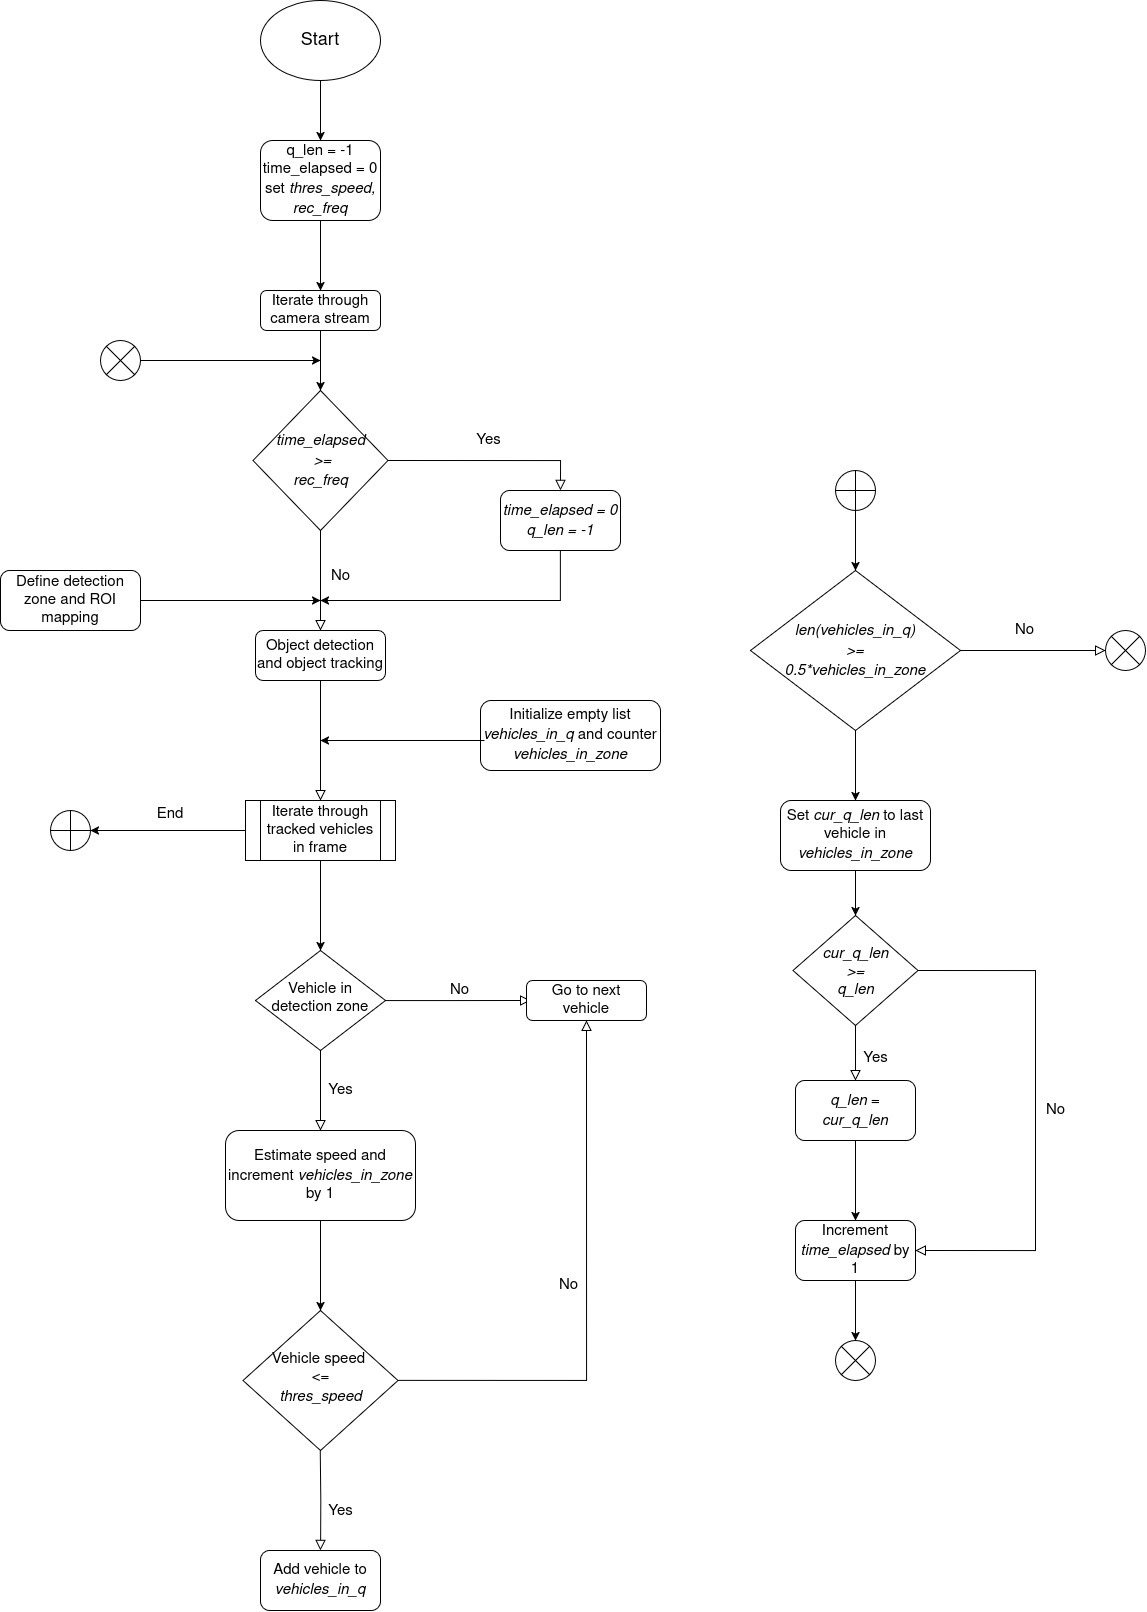 Start
q_len = -1
time_elapsed = 0
set thres_speed,
rec_freq
Iterate through
camera stream
time_elapsed
>=
rec_freq
Yes
time_elapsed = 0
q_len = -1
No
Define detection
zone and ROI
mapping
Object detection
and object tracking
Initialize empty list
vehicles_in_q and counter
vehicles_in_zone
Iterate through
tracked vehicles
in frame
End
Vehicle in
detection zone
No
Go to next
vehicle
Yes
Estimate speed and
increment vehicles_in_zone
by 1
No
Vehicle speed
<=
thres_speed
Yes
Add vehicle to
vehicles_in_q
len(vehicles_in_q)
>=
0.5*vehicles_in_zone
No
Set cur_q_len to last
vehicle in
vehicles_in_zone
cur_q_len
>=
q_len
Yes
No
q_len =
cur_q_len
Increment
time_elapsed by
1